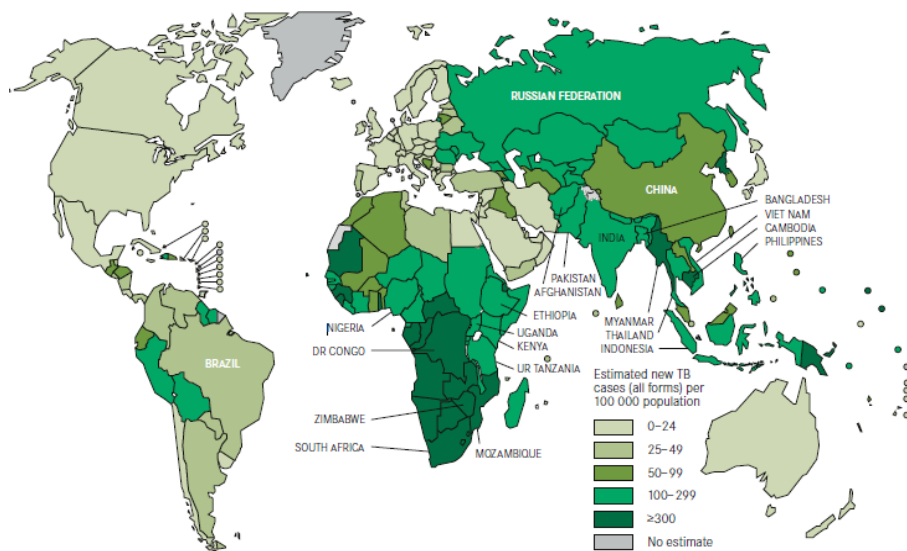 RUSSIAN FEDERATION
CHINA
BANGLADESH
VIET NAM
CAMBODIA
PHILIPPINES
INDIA
PAKISTAN
AFGHANISTAN
ETHIOPIA
NIGERIA
UGANDA
KENYA
MYANMAR
THAILAND
INDONESIA
DR CONGO
BRAZIL
UR TANZANIA
ZIMBABWE
SOUTH AFRICA
MOZAMBIQUE
Estimated new TB
cases (all forms) per
100 000 population
0–24
25–49
50–99
100–299
≥300
No estimate